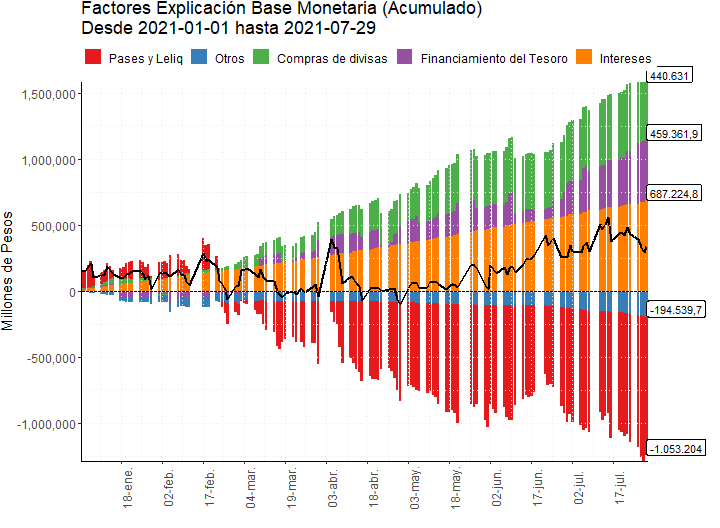 Factores Explicación Base Monetaria (Acumulado)
Desde 2021-01-01 hasta 2021-07-29
Pases y Leliq Otros Compras de divisas Financiamiento del Tesoro Intereses
Millones de Pesos
1,500,000
1,000,000
500,000
0
-500,000
-1,000,000
440.631
459.361,9
687.224,8
-194.539,7
-1.053.204
18-ene.
02-feb.
17-feb.
04-mar.
19-mar.
03-abr.
18-abr.
03-may.
18-may.
02-jun.
17-jun.
02-jul.
17-jul.